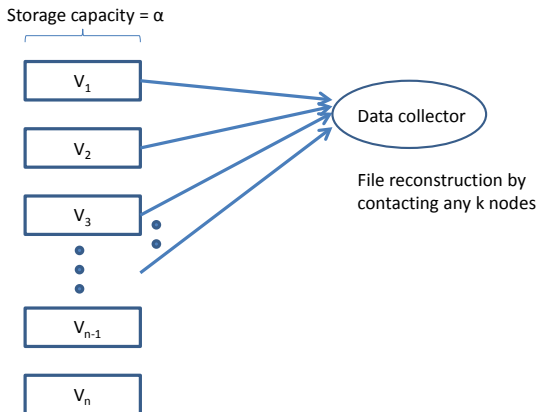 Storage capacity = α
V1
V2
V3
Vn-1
Vn
Data collector
File reconstruction by
contacting any k nodes